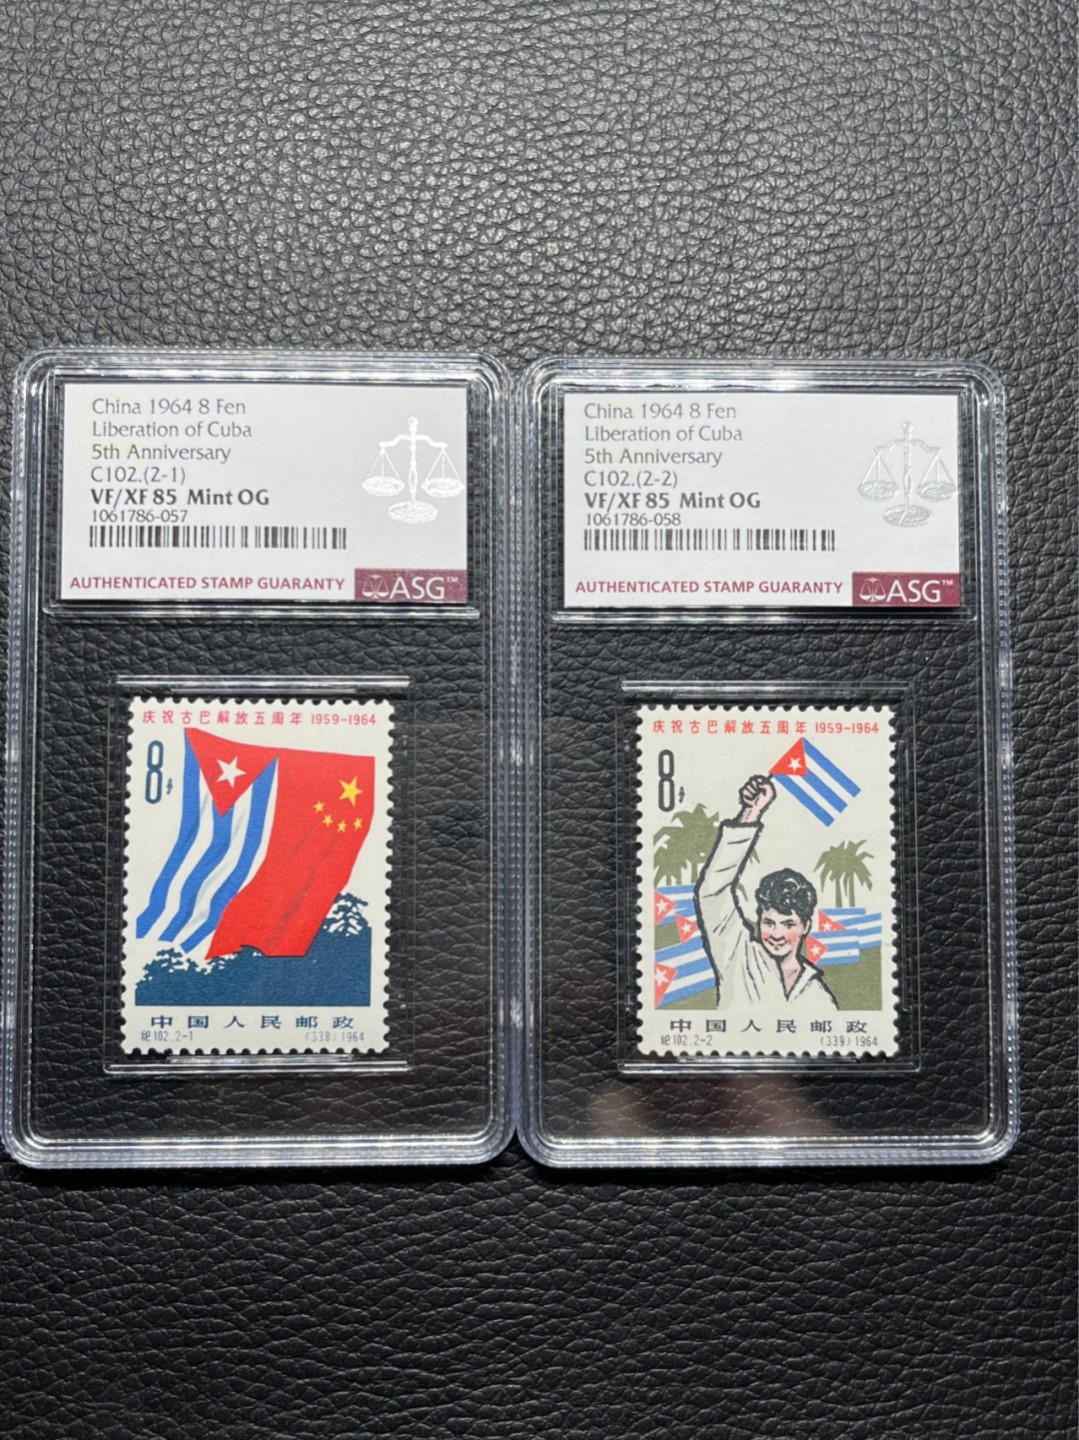 China 1964 8 Fen
Liberation of Cuba
5th Anniversary
C102.(2-1)
VF/XF 85 Mint OG
1061786-057
AUTHENTICATED STAMP GUARANTY
ASG™
China 1964 8 Fen
Liberation of Cuba
5th Anniversary
C102.(2-2)
VF/XF 85 Mint OG
1061786-058
AUTHENTICATED STAMP GUARANTY
ASG™
庆祝古巴解放五周年 1959-1964
8分
中国人民邮政
纪102.2-1 (338) 1964
庆祝古巴解放五周年 1959-1964
8分
中国人民邮政
纪102.2-2 (339) 1964